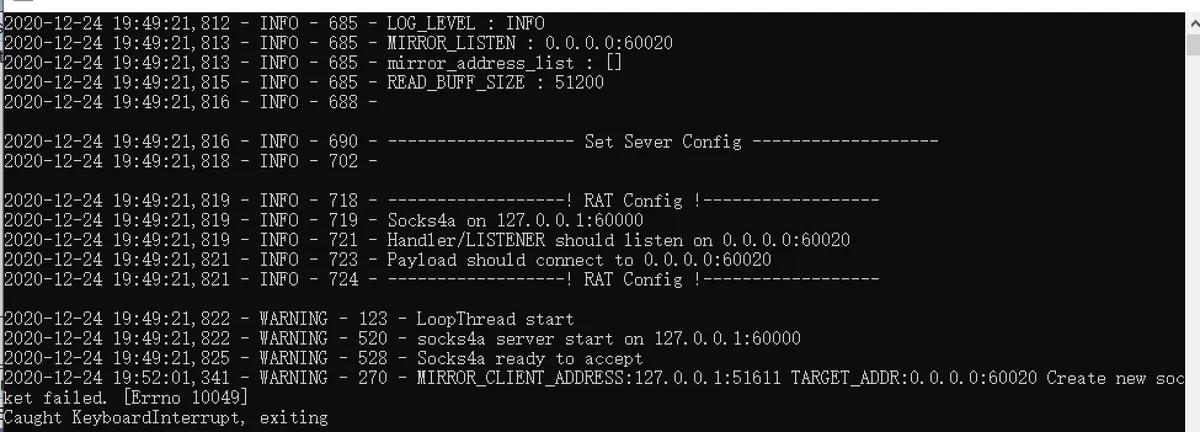 2020-12-24 19:49:21,812 - INFO - 685 - LOG_LEVEL : INFO
2020-12-24 19:49:21,813 - INFO - 685 - MIRROR_LISTEN : 0.0.0.0:60020
2020-12-24 19:49:21,813 - INFO - 685 - mirror_address_list : []
2020-12-24 19:49:21,815 - INFO - 685 - READ_BUFF_SIZE : 51200
2020-12-24 19:49:21,816 - INFO - 688 -
2020-12-24 19:49:21,816 - INFO - 690 - ------------------- Set Sever Config -------------------
2020-12-24 19:49:21,818 - INFO - 702 -
2020-12-24 19:49:21,819 - INFO - 718 - ------------------! RAT Config !------------------
2020-12-24 19:49:21,819 - INFO - 719 - Socks4a on 127.0.0.1:60000
2020-12-24 19:49:21,819 - INFO - 721 - Handler/LISTENER should listen on 0.0.0.0:60020
2020-12-24 19:49:21,821 - INFO - 723 - Payload should connect to 0.0.0.0:60020
2020-12-24 19:49:21,821 - INFO - 724 - ------------------! RAT Config !------------------
2020-12-24 19:49:21,822 - WARNING - 123 - LoopThread start
2020-12-24 19:49:21,822 - WARNING - 520 - socks4a server start on 127.0.0.1:60000
2020-12-24 19:49:21,825 - WARNING - 528 - Socks4a ready to accept
2020-12-24 19:52:01,341 - WARNING - 270 - MIRROR_CLIENT_ADDRESS:127.0.0.1:51611 TARGET_ADDR:0.0.0.0:60020 Create new soc
ket failed. [Errno 10049]
Caught KeyboardInterrupt, exiting